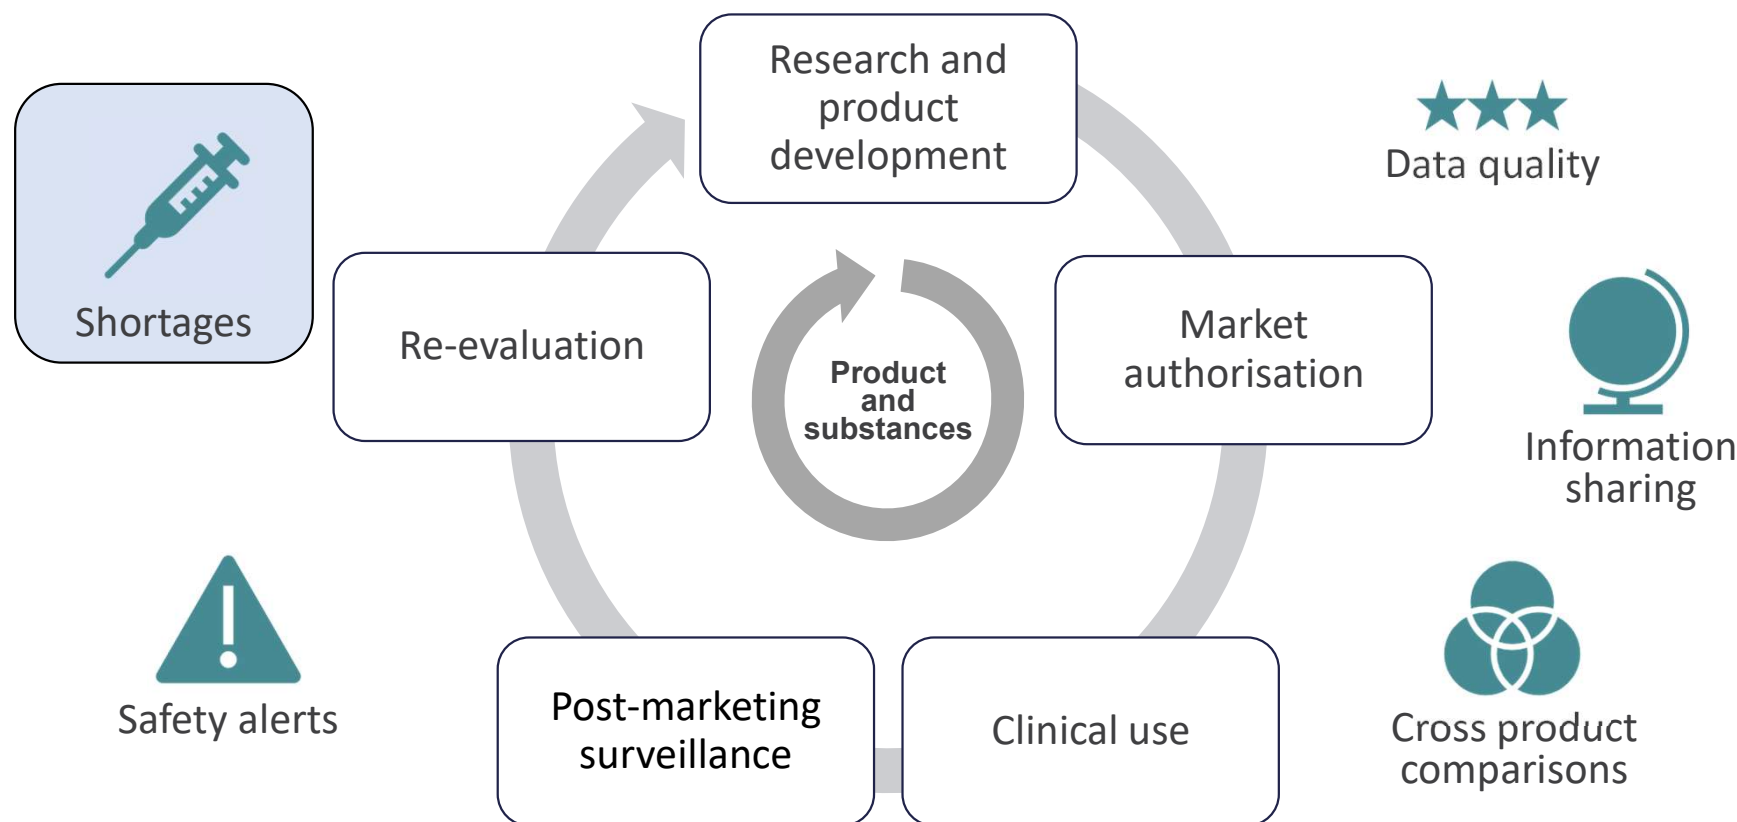 Research and
product
development
Data quality
Shortages
Re-evaluation
Market
authorisation
Product
and
substances
Information
sharing
Safety alerts
Post-marketing
surveillance
Clinical use
Cross product
comparisons